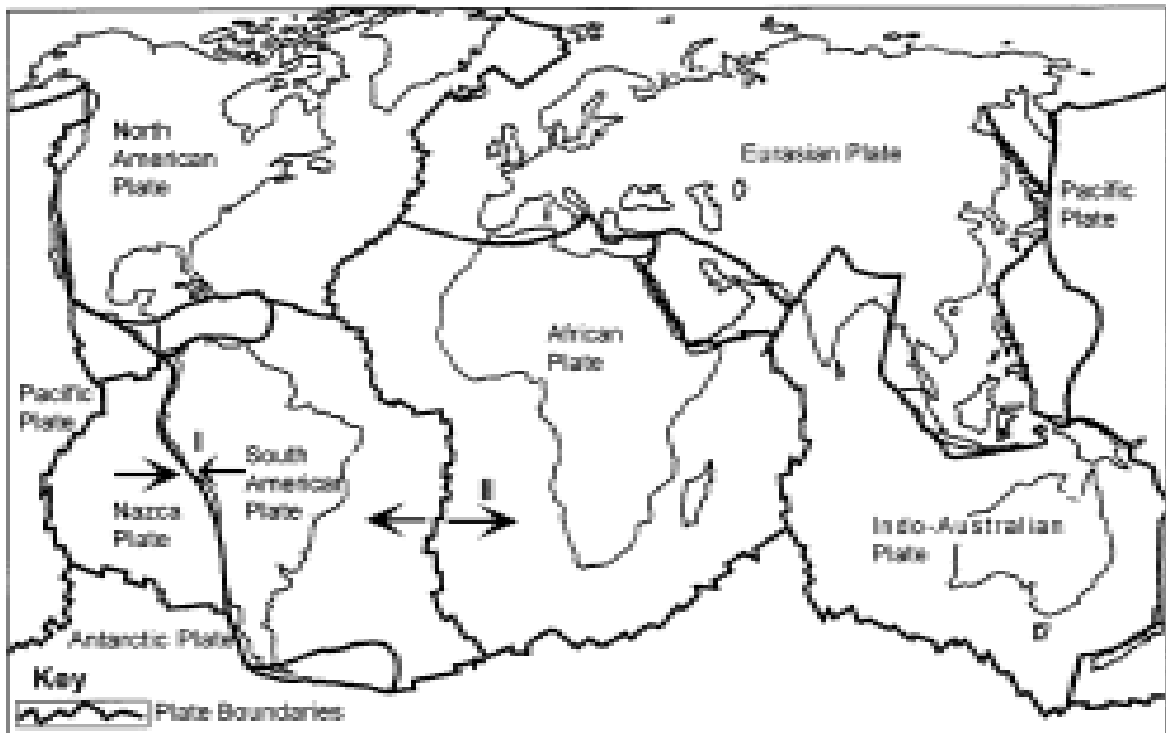 North
American
Plate
Eurasian Plate
Pacific
Plate
African
Plate
Pacific
Plate
I
South
American
Plate
II
Nazca
Plate
Indo-Australian
Plate
Antarctic Plate
Key
Plate Boundaries